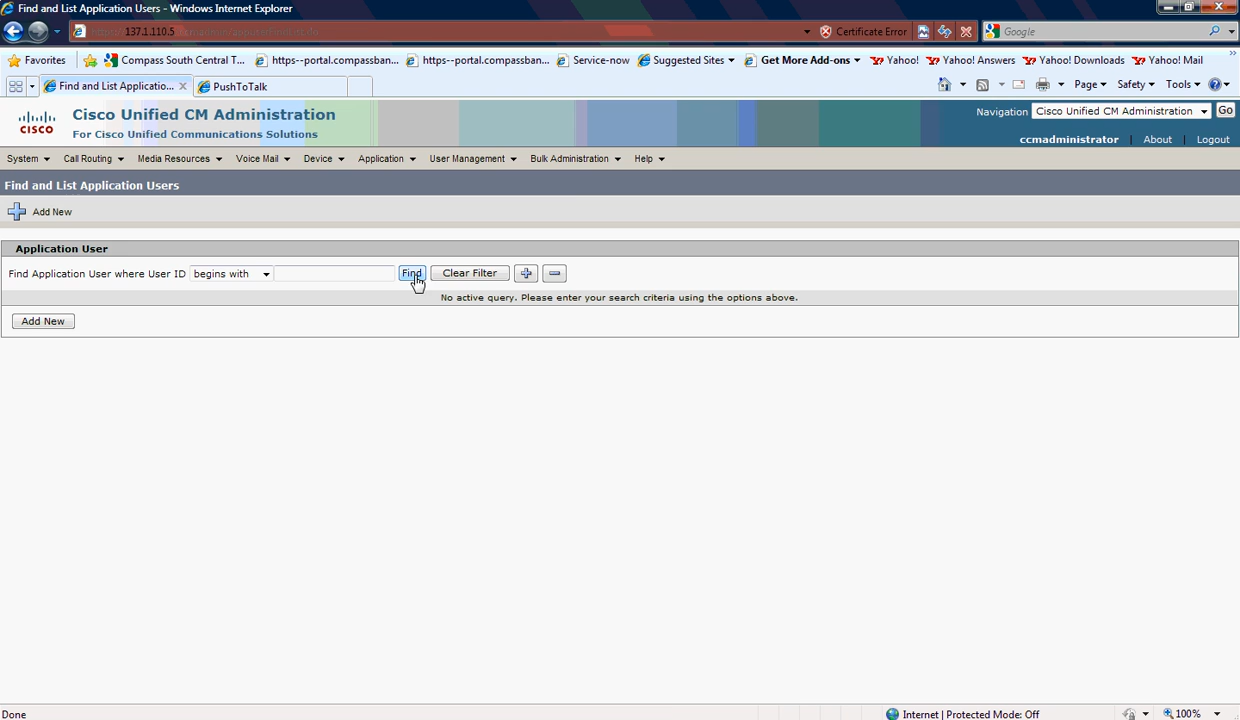 Find and List Application Users - Windows Internet Explorer
137.1.110.5
Certificate Error
Google
Favorites
Compass South Central T...
https--portal.compassban...
https--portal.compassban...
Service-now
Suggested Sites
Get More Add-ons
Yahoo!
Yahoo! Answers
Yahoo! Downloads
Yahoo! Mail
Find and List Applicatio...
PushToTalk
Page
Safety
Tools
Cisco Unified CM Administration
For Cisco Unified Communications Solutions
CISCO
Navigation
Cisco Unified CM Administration
Go
ccmadministrator
About
Logout
System
Call Routing
Media Resources
Voice Mail
Device
Application
User Management
Bulk Administration
Help
Find and List Application Users
Add New
Application User
Find Application User where User ID
begins with
Find
Clear Filter
No active query. Please enter your search criteria using the options above.
Add New
Done
Internet | Protected Mode: Off
100%